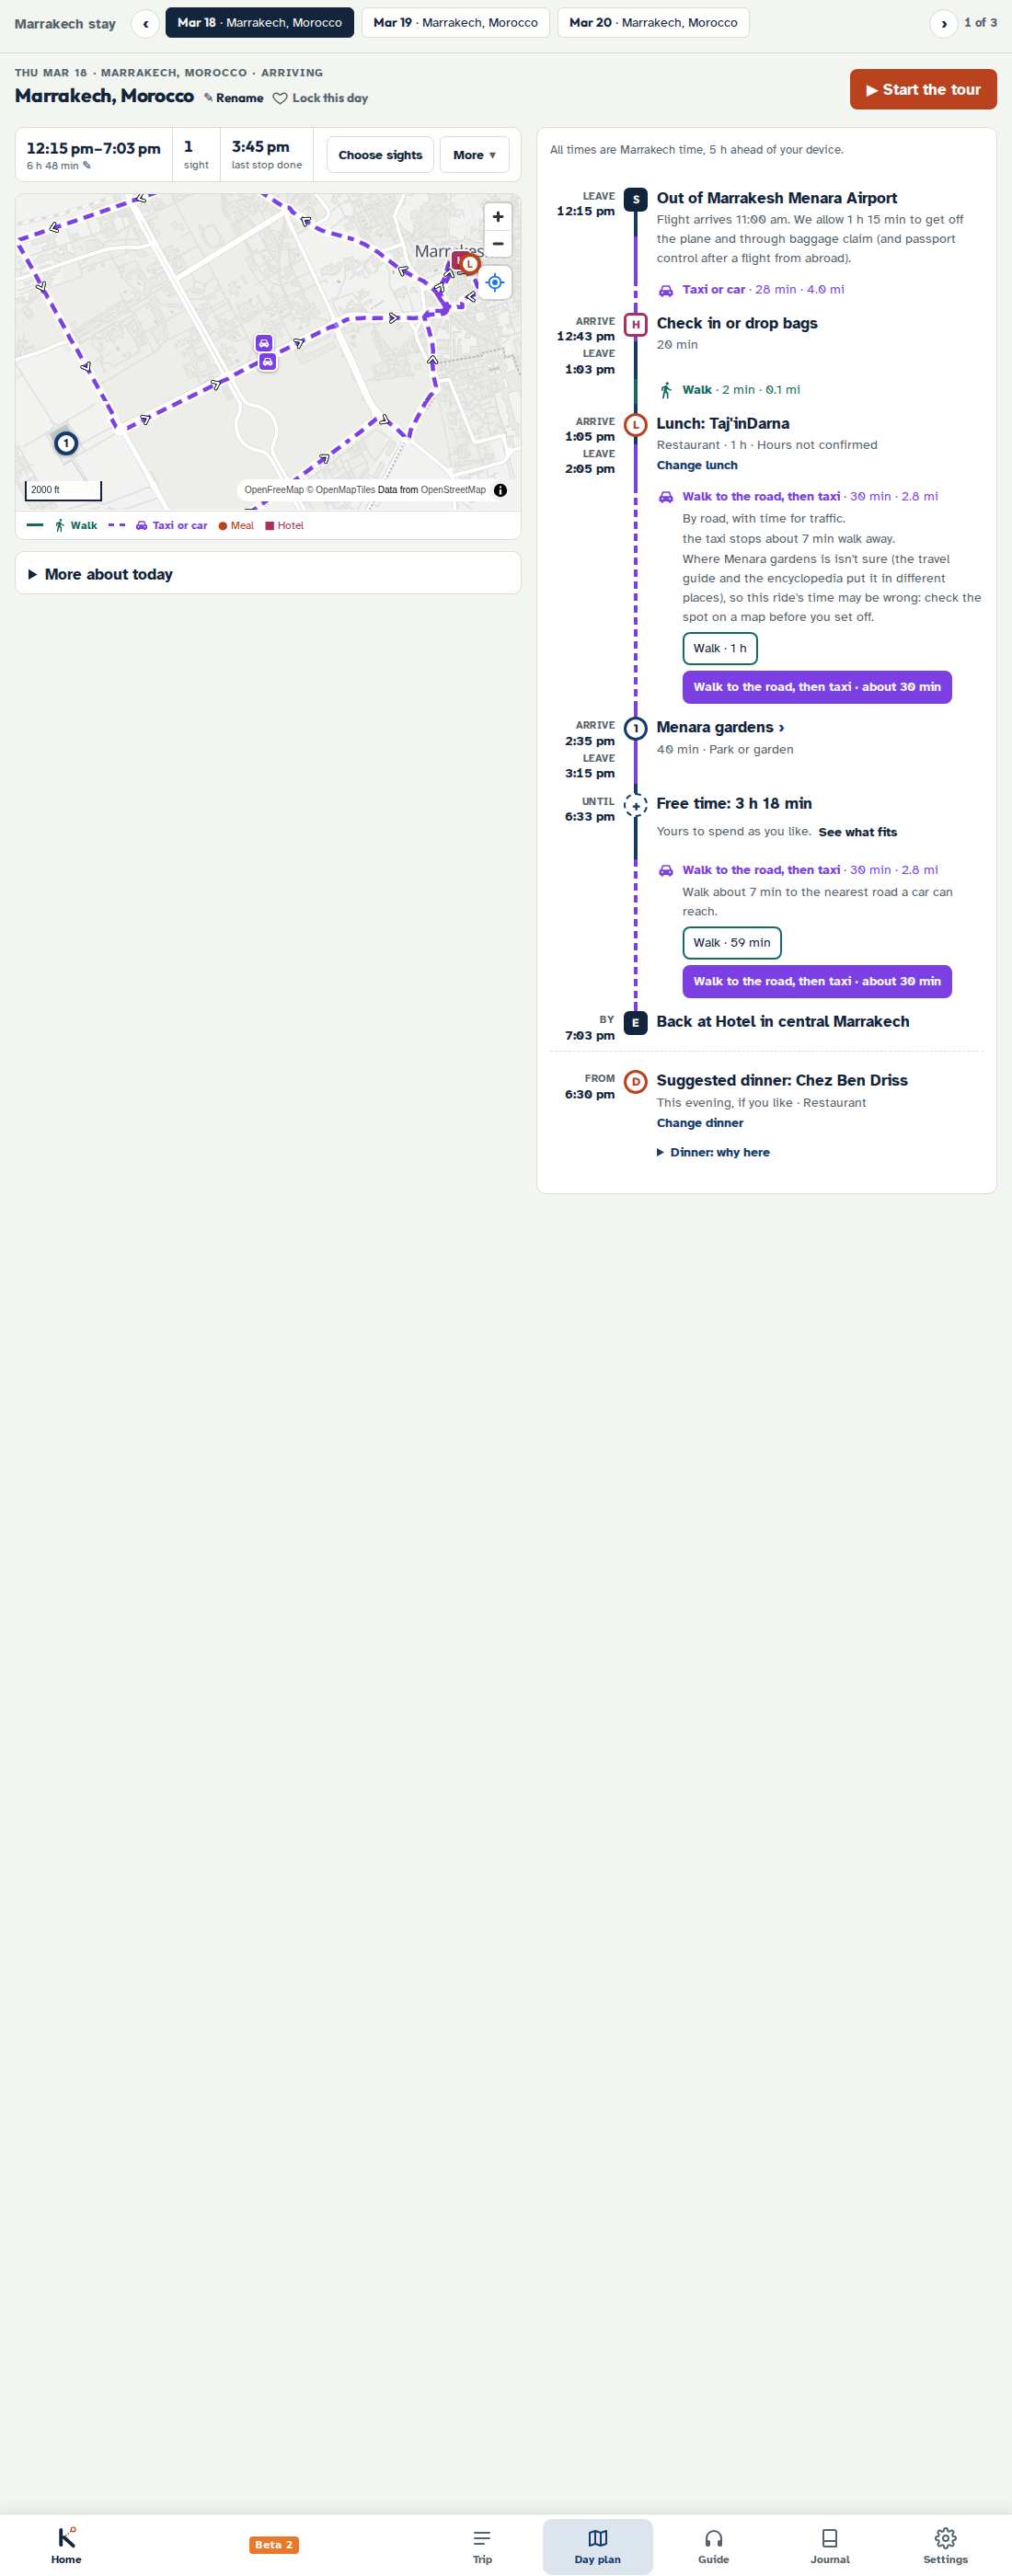 Marrakech stay
‹
Mar 18 · Marrakech, Morocco
Mar 19 · Marrakech, Morocco
Mar 20 · Marrakech, Morocco
›
1 of 3
THU MAR 18 · MARRAKECH, MOROCCO · ARRIVING
Marrakech, Morocco ✎ Rename Lock this day
▶ Start the tour
12:15 pm–7:03 pm
6 h 48 min ✎
1
sight
3:45 pm
last stop done
Choose sights
More ▾
+
−
L
1
2000 ft
OpenFreeMap © OpenMapTiles Data from OpenStreetMap
Walk
Taxi or car
Meal
Hotel
▶ More about today
All times are Marrakech time, 5 h ahead of your device.
LEAVE
12:15 pm
S
Out of Marrakesh Menara Airport
Flight arrives 11:00 am. We allow 1 h 15 min to get off
the plane and through baggage claim (and passport
control after a flight from abroad).
Taxi or car · 28 min · 4.0 mi
ARRIVE
12:43 pm
LEAVE
1:03 pm
H
Check in or drop bags
20 min
Walk · 2 min · 0.1 mi
ARRIVE
1:05 pm
LEAVE
2:05 pm
L
Lunch: Taj'inDarna
Restaurant · 1 h · Hours not confirmed
Change lunch
Walk to the road, then taxi · 30 min · 2.8 mi
By road, with time for traffic.
the taxi stops about 7 min walk away.
Where Menara gardens is isn't sure (the travel
guide and the encyclopedia put it in different
places), so this ride's time may be wrong: check the
spot on a map before you set off.
Walk · 1 h
Walk to the road, then taxi · about 30 min
ARRIVE
2:35 pm
LEAVE
3:15 pm
1
Menara gardens ›
40 min · Park or garden
UNTIL
6:33 pm
+
Free time: 3 h 18 min
Yours to spend as you like. See what fits
Walk to the road, then taxi · 30 min · 2.8 mi
Walk about 7 min to the nearest road a car can
reach.
Walk · 59 min
Walk to the road, then taxi · about 30 min
BY
7:03 pm
E
Back at Hotel in central Marrakech
FROM
6:30 pm
D
Suggested dinner: Chez Ben Driss
This evening, if you like · Restaurant
Change dinner
▶ Dinner: why here
Home
Beta 2
Trip
Day plan
Guide
Journal
Settings